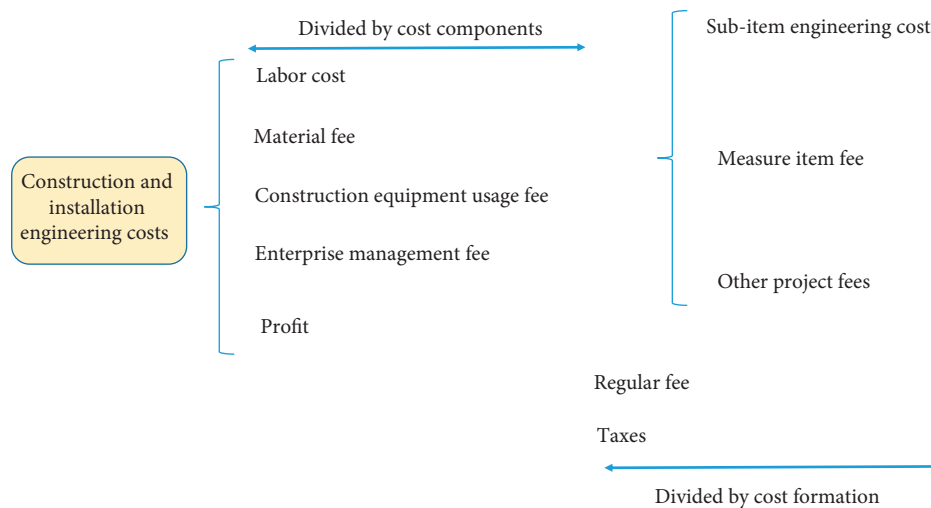 Divided by cost components
Construction and
installation
engineering costs
Labor cost
Material fee
Construction equipment usage fee
Enterprise management fee
Profit
Sub-item engineering cost
Measure item fee
Other project fees
Regular fee
Taxes
Divided by cost formation